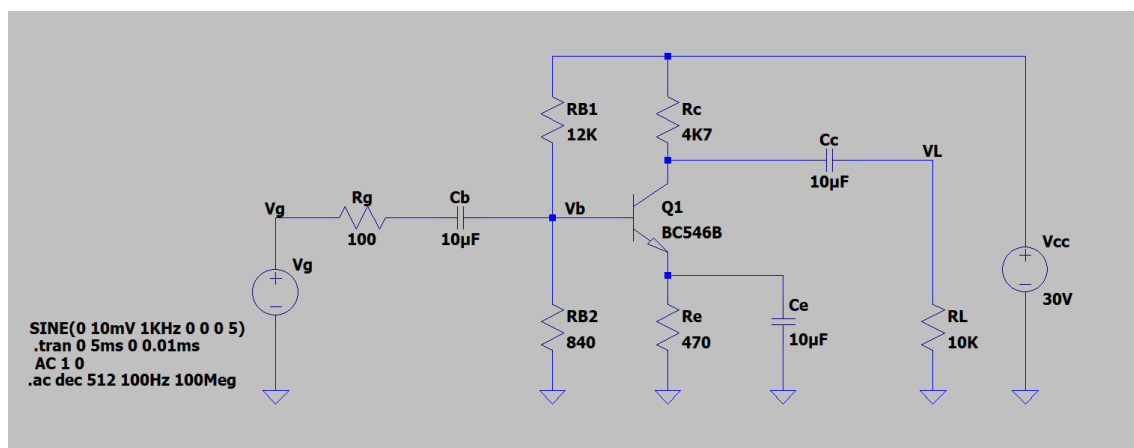 RB1
12K
Rc
4K7
Cc
10µF
VL
Vg
Rg
100
Cb
10µF
Vb
Q1
BC546B
Vg
Vcc
30V
SINE(0 10mV 1KHz 0 0 0 5)
.tran 0 5ms 0 0.01ms
AC 1 0
.ac dec 512 100Hz 100Meg
RB2
840
Re
470
Ce
10µF
RL
10K